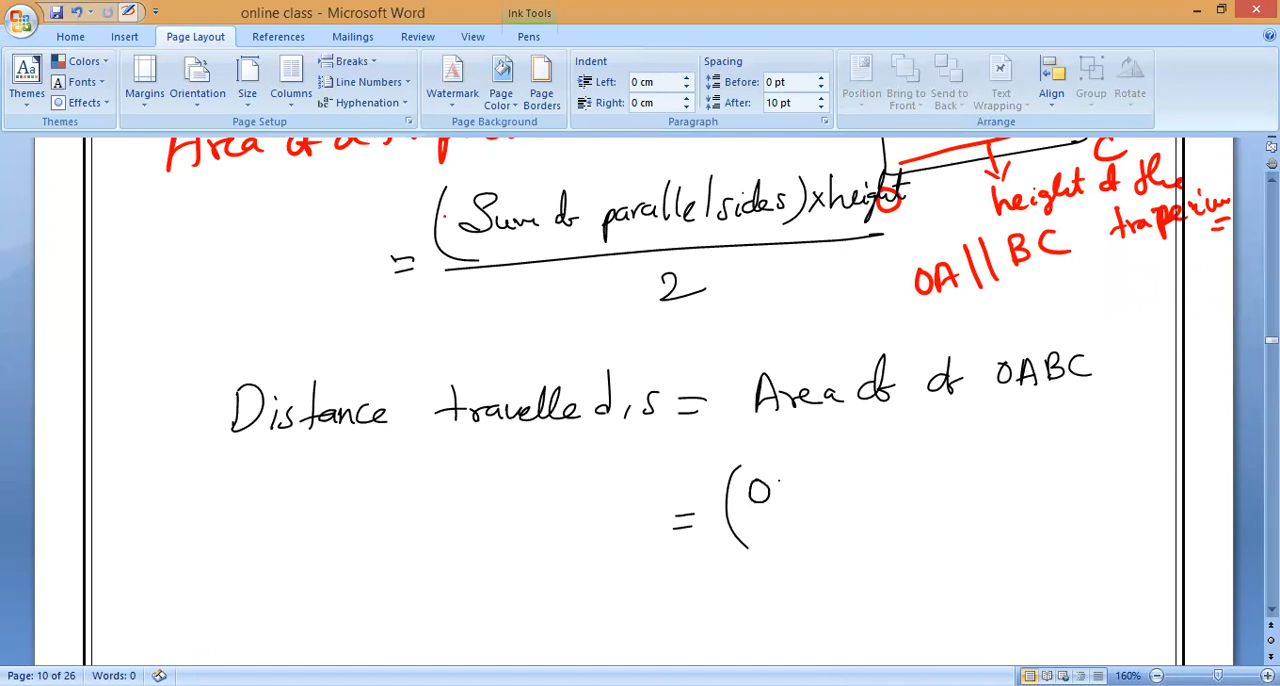 online class - Microsoft Word
Ink Tools
Home Insert Page Layout References Mailings Review View Pens
Themes
Colors
Fonts
Effects
Themes
Margins Orientation Size Columns
Breaks
Line Numbers
Hyphenation
Page Setup
Watermark Page Color Page Borders
Page Background
Indent
Left: 0 cm
Right: 0 cm
Spacing
Before: 0 pt
After: 10 pt
Paragraph
Position Bring to Front Send to Back Text Wrapping Align Group Rotate
Arrange
Area of a
C
O
height of the
trapezium
OA || BC
= (Sum of parallel sides) x height
2
Distance travelled, s = Area of of OABC
= (O
Page: 10 of 26 Words: 0 160%